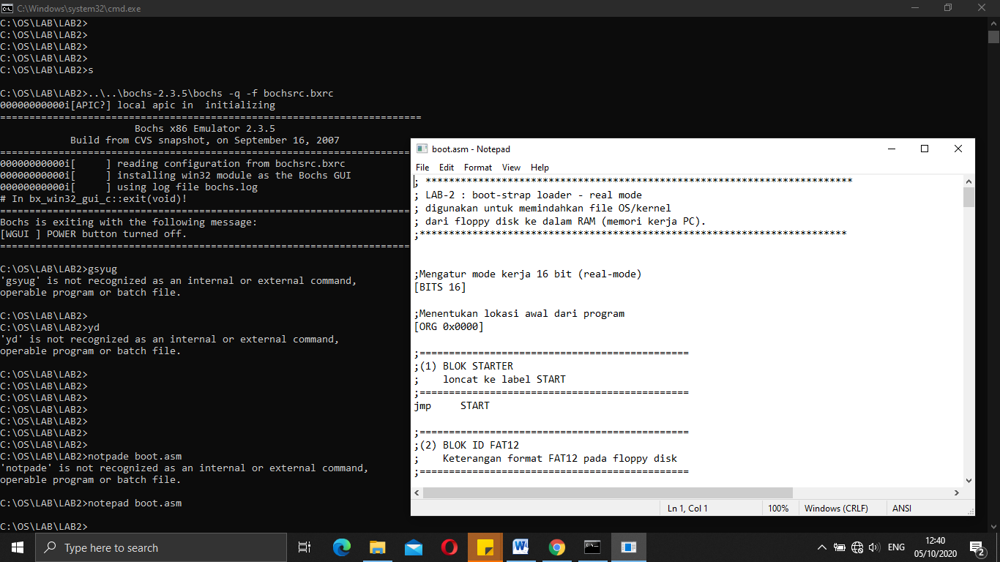 C:\Windows\system32\cmd.exe
C:\OS\LAB\LAB2>
C:\OS\LAB\LAB2>
C:\OS\LAB\LAB2>
C:\OS\LAB\LAB2>
C:\OS\LAB\LAB2>s
C:\OS\LAB\LAB2>..\..\bochs-2.3.5\bochs -q -f bochsrc.bxrc
00000000000i[APIC?] local apic in  initializing
========================================================================
Bochs x86 Emulator 2.3.5
Build from CVS snapshot, on September 16, 2007
======================================================================
00000000000i[     ] reading configuration from bochsrc.bxrc
00000000000i[     ] installing win32 module as the Bochs GUI
00000000000i[     ] using log file bochs.log
# In bx_win32_gui_c::exit(void)!
======================================================================
Bochs is exiting with the following message:
[WGUI ] POWER button turned off.
======================================================================
C:\OS\LAB\LAB2>gsyug
'gsyug' is not recognized as an internal or external command,
operable program or batch file.
C:\OS\LAB\LAB2>
C:\OS\LAB\LAB2>yd
'yd' is not recognized as an internal or external command,
operable program or batch file.
C:\OS\LAB\LAB2>
C:\OS\LAB\LAB2>
C:\OS\LAB\LAB2>
C:\OS\LAB\LAB2>
C:\OS\LAB\LAB2>
C:\OS\LAB\LAB2>
C:\OS\LAB\LAB2>
C:\OS\LAB\LAB2>notpade boot.asm
'notpade' is not recognized as an internal or external command,
operable program or batch file.
C:\OS\LAB\LAB2>notepad boot.asm
C:\OS\LAB\LAB2>
boot.asm - Notepad
File Edit Format View Help
; *************************************************************************
; LAB-2 : boot-strap loader - real mode
; digunakan untuk memindahkan file OS/kernel
; dari floppy disk ke dalam RAM (memori kerja PC).
;*************************************************************************
;Mengatur mode kerja 16 bit (real-mode)
[BITS 16]
;Menentukan lokasi awal dari program
[ORG 0x0000]
;==============================================
;(1) BLOK STARTER
;    loncat ke label START
;==============================================
jmp     START
;==============================================
;(2) BLOK ID FAT12
;    Keterangan format FAT12 pada floppy disk
;==============================================
Ln 1, Col 1
100%
Windows (CRLF)
ANSI
Type here to search
ENG
12:40
05/10/2020
2